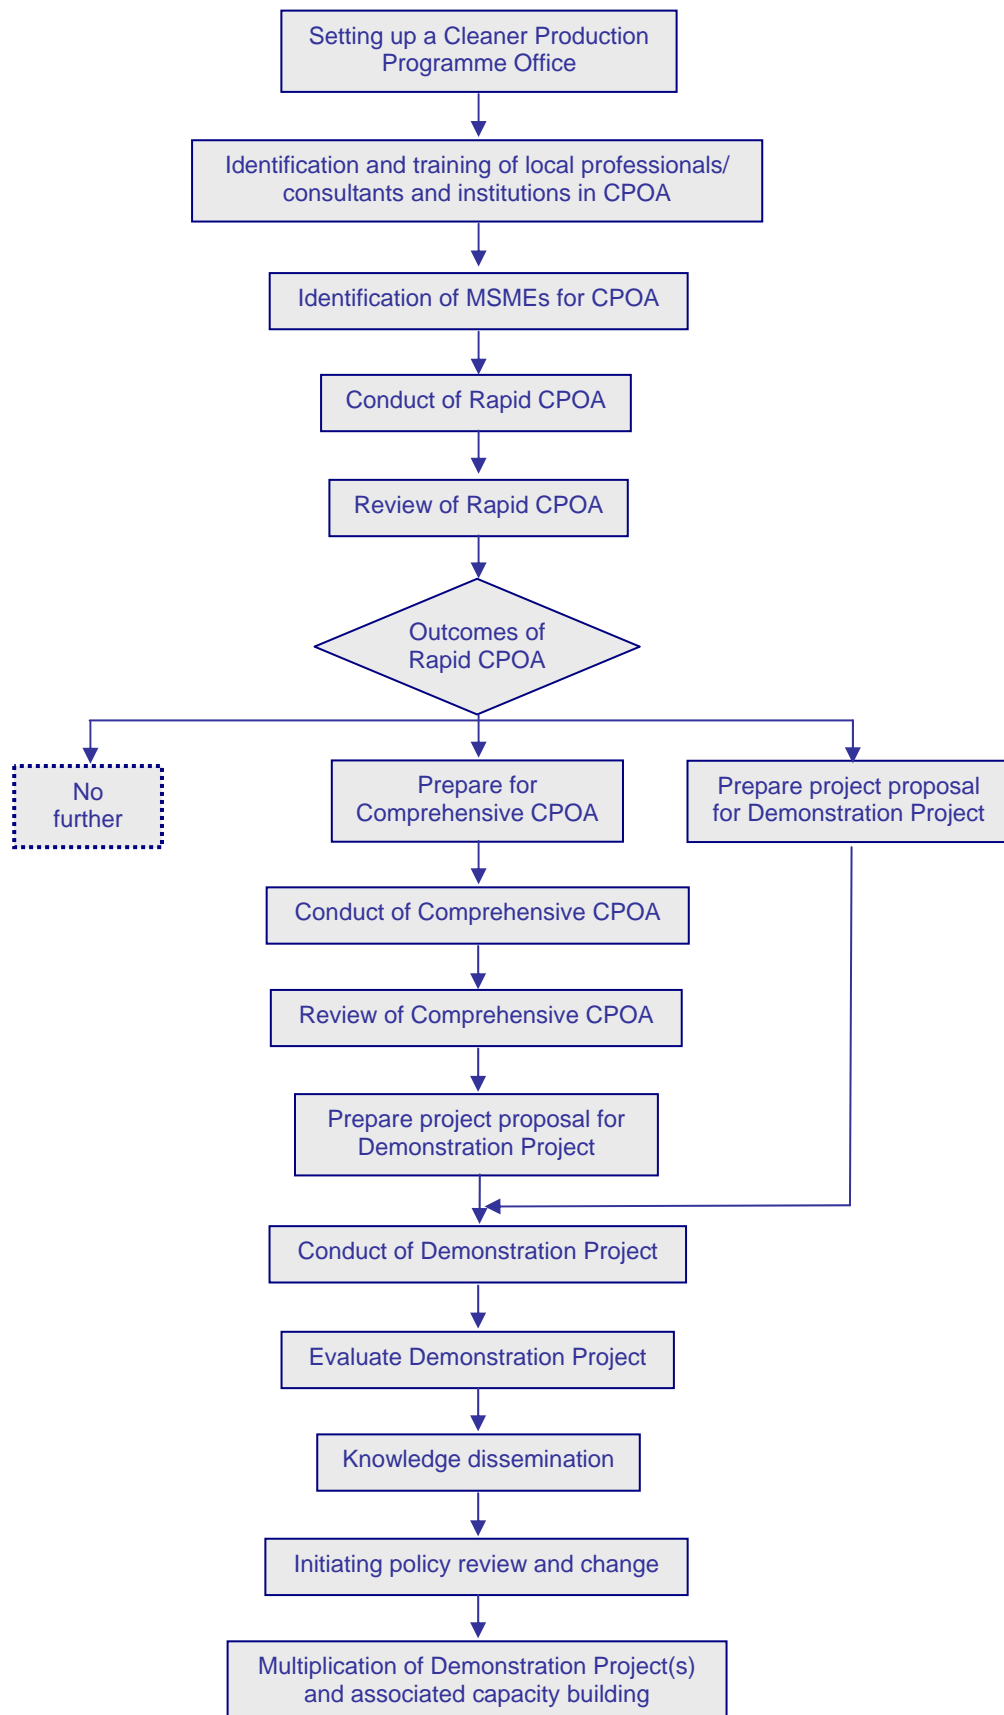 Setting up a Cleaner Production
Programme Office
Identification and training of local professionals/
consultants and institutions in CPOA
Identification of MSMEs for CPOA
Conduct of Rapid CPOA
Review of Rapid CPOA
Outcomes of
Rapid CPOA
No
further
Prepare for
Comprehensive CPOA
Prepare project proposal
for Demonstration Project
Conduct of Comprehensive CPOA
Review of Comprehensive CPOA
Prepare project proposal for
Demonstration Project
Conduct of Demonstration Project
Evaluate Demonstration Project
Knowledge dissemination
Initiating policy review and change
Multiplication of Demonstration Project(s)
and associated capacity building